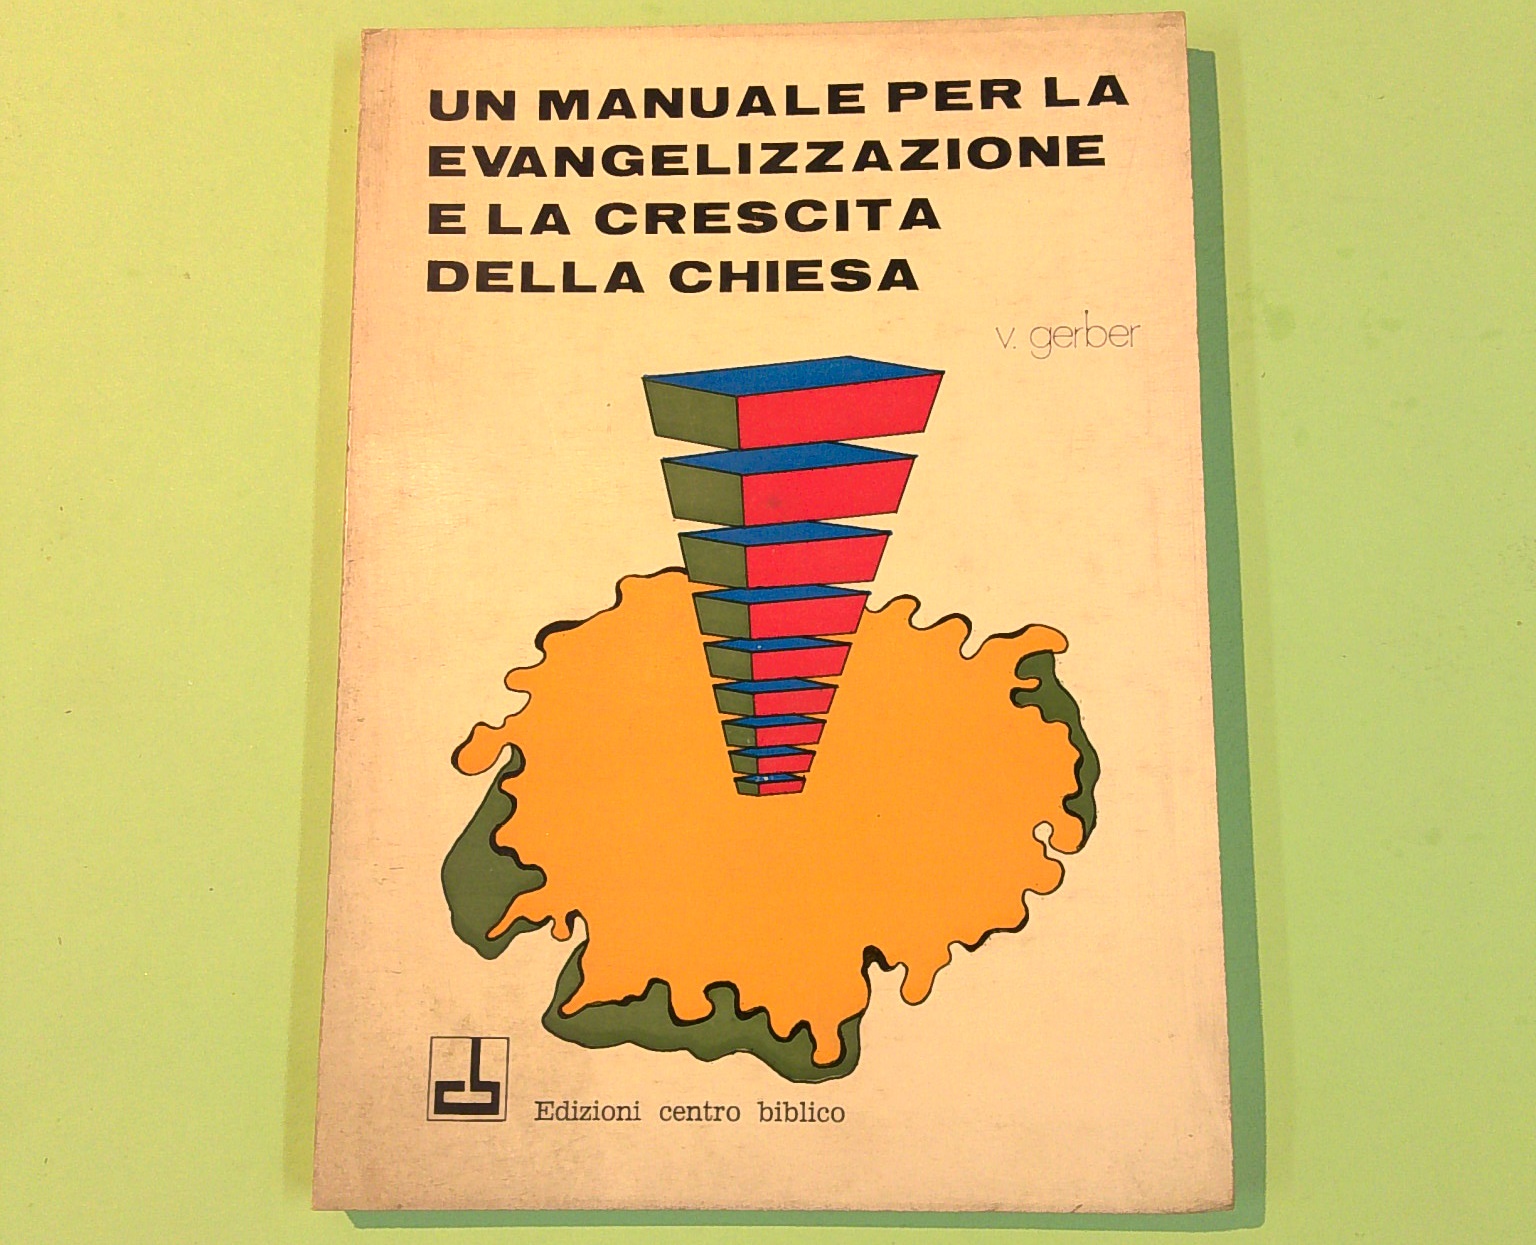 UN MANUALE PER LA
EVANGELIZZAZIONE
E LA CRESCITA
DELLA CHIESA
v. gerber
Edizioni centro biblico